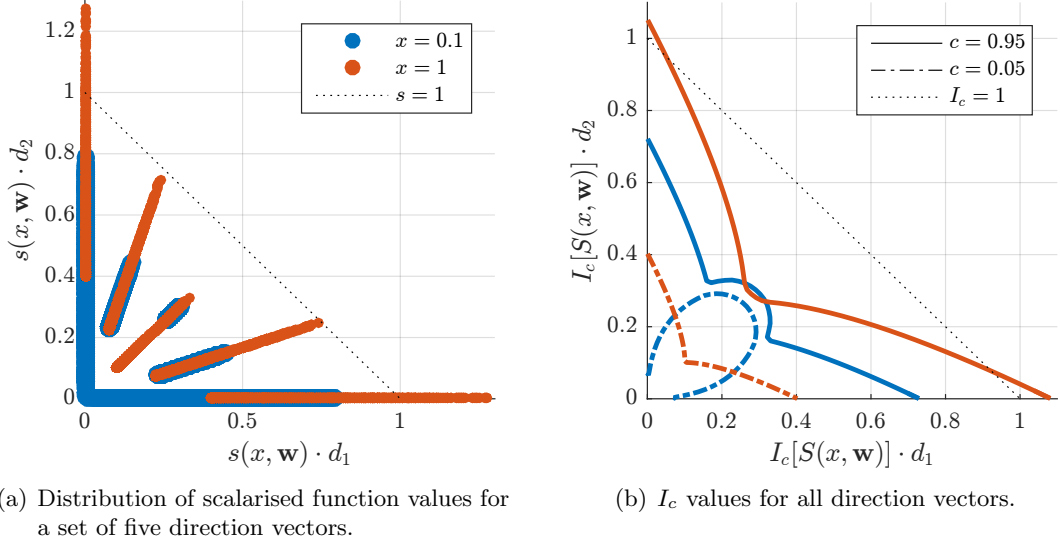 1.2
1
0.8
0.6
0.4
0.2
0
0
0.5
1
s(x, w) · d₂
s(x, w) · d₁
x = 0.1
x = 1
s = 1
1
0.8
0.6
0.4
0.2
0
0
0.2
0.4
0.6
0.8
1
I_c[S(x, w)] · d₂
I_c[S(x, w)] · d₁
c = 0.95
c = 0.05
I_c = 1
a) Distribution of scalarised function values for
a set of five direction vectors.
(b) I_c values for all direction vectors.